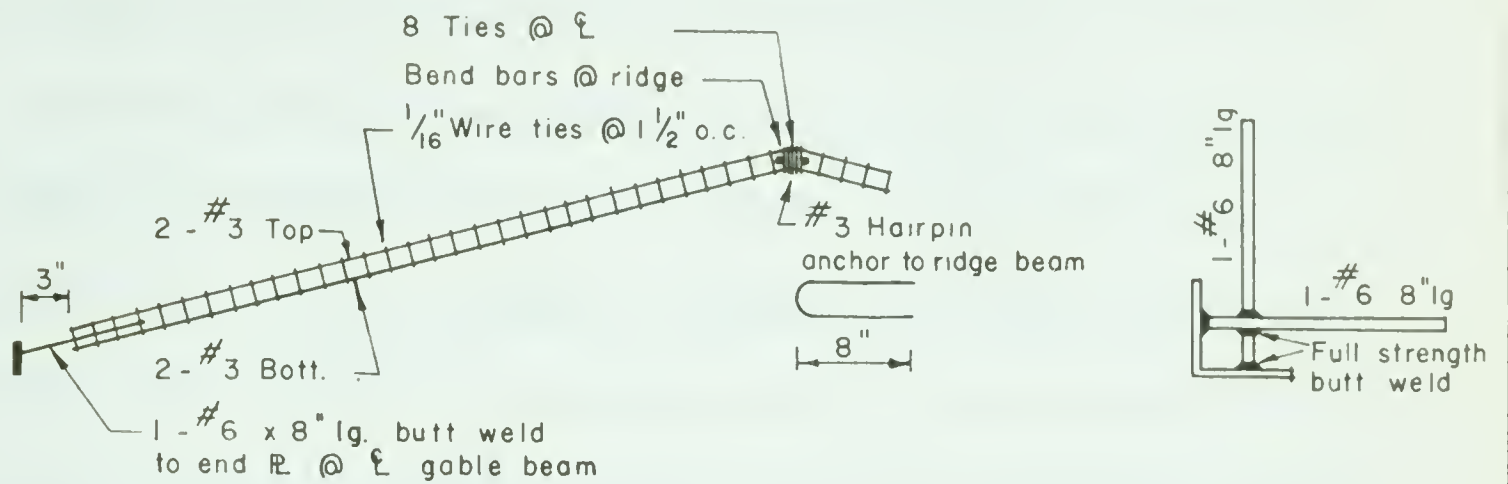 8 Ties @ ℄
Bend bars @ ridge
1/16" Wire ties @ 1 1/2" o.c.
2 - #3 Top
3"
2 - #3 Bott.
1 - #6 x 8" lg. butt weld
to end ⅊ @ ℄ gable beam
#3 Hairpin
anchor to ridge beam
8"
1 - #6 8" lg
1 - #6 8" lg
Full strength
butt weld